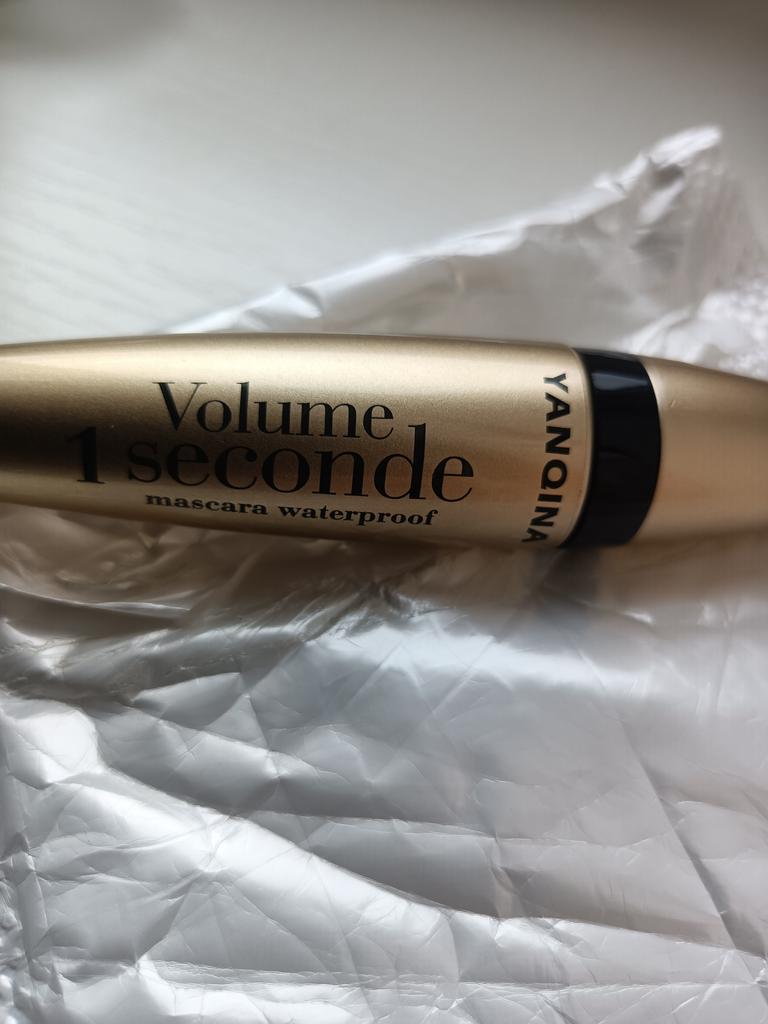 Volume
1 seconde
mascara waterproof
YANQINA